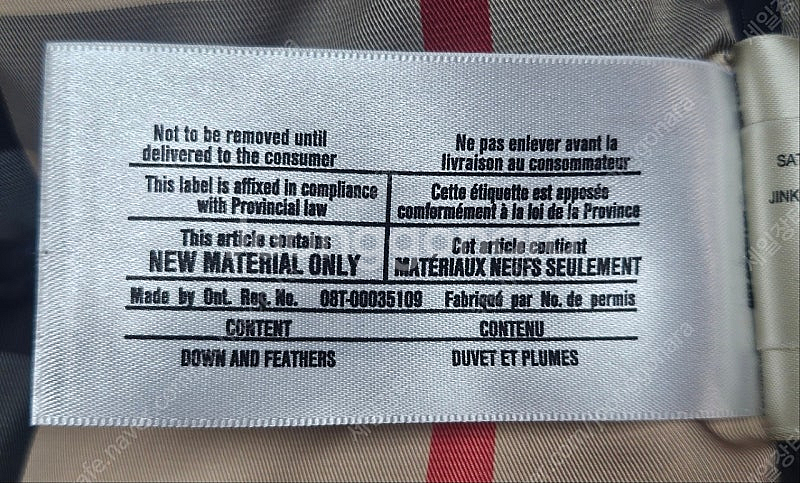 Not to be removed until
delivered to the consumer
Ne pas enlever avant la
livraison au consommateur
This label is affixed in compliance
with Provincial law
Cette étiquette est apposée
comformément à la loi de la Province
This article contains
NEW MATERIAL ONLY
Cet article contient
MATÉRIAUX NEUFS SEULEMENT
Made by Ont. Reg. No. 08T-00035109 Fabriqué par No. de permis
CONTENT CONTENU
DOWN AND FEATHERS DUVET ET PLUMES
SAT
JINK